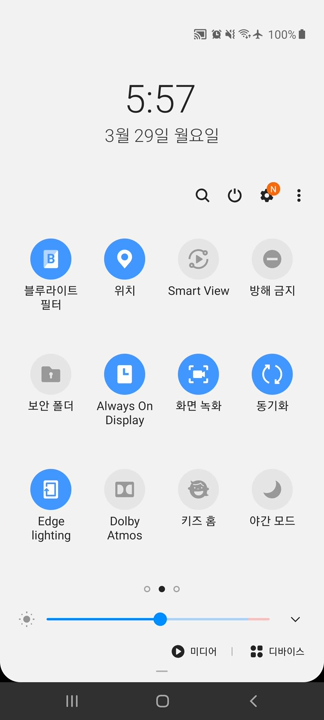 100%
5:57
3월 29일 월요일
N
B
블루라이트
필터
위치
Smart View
방해 금지
보안 폴더
Always On
Display
화면 녹화
동기화
Edge
lighting
Dolby
Atmos
키즈 홈
야간 모드
미디어
디바이스